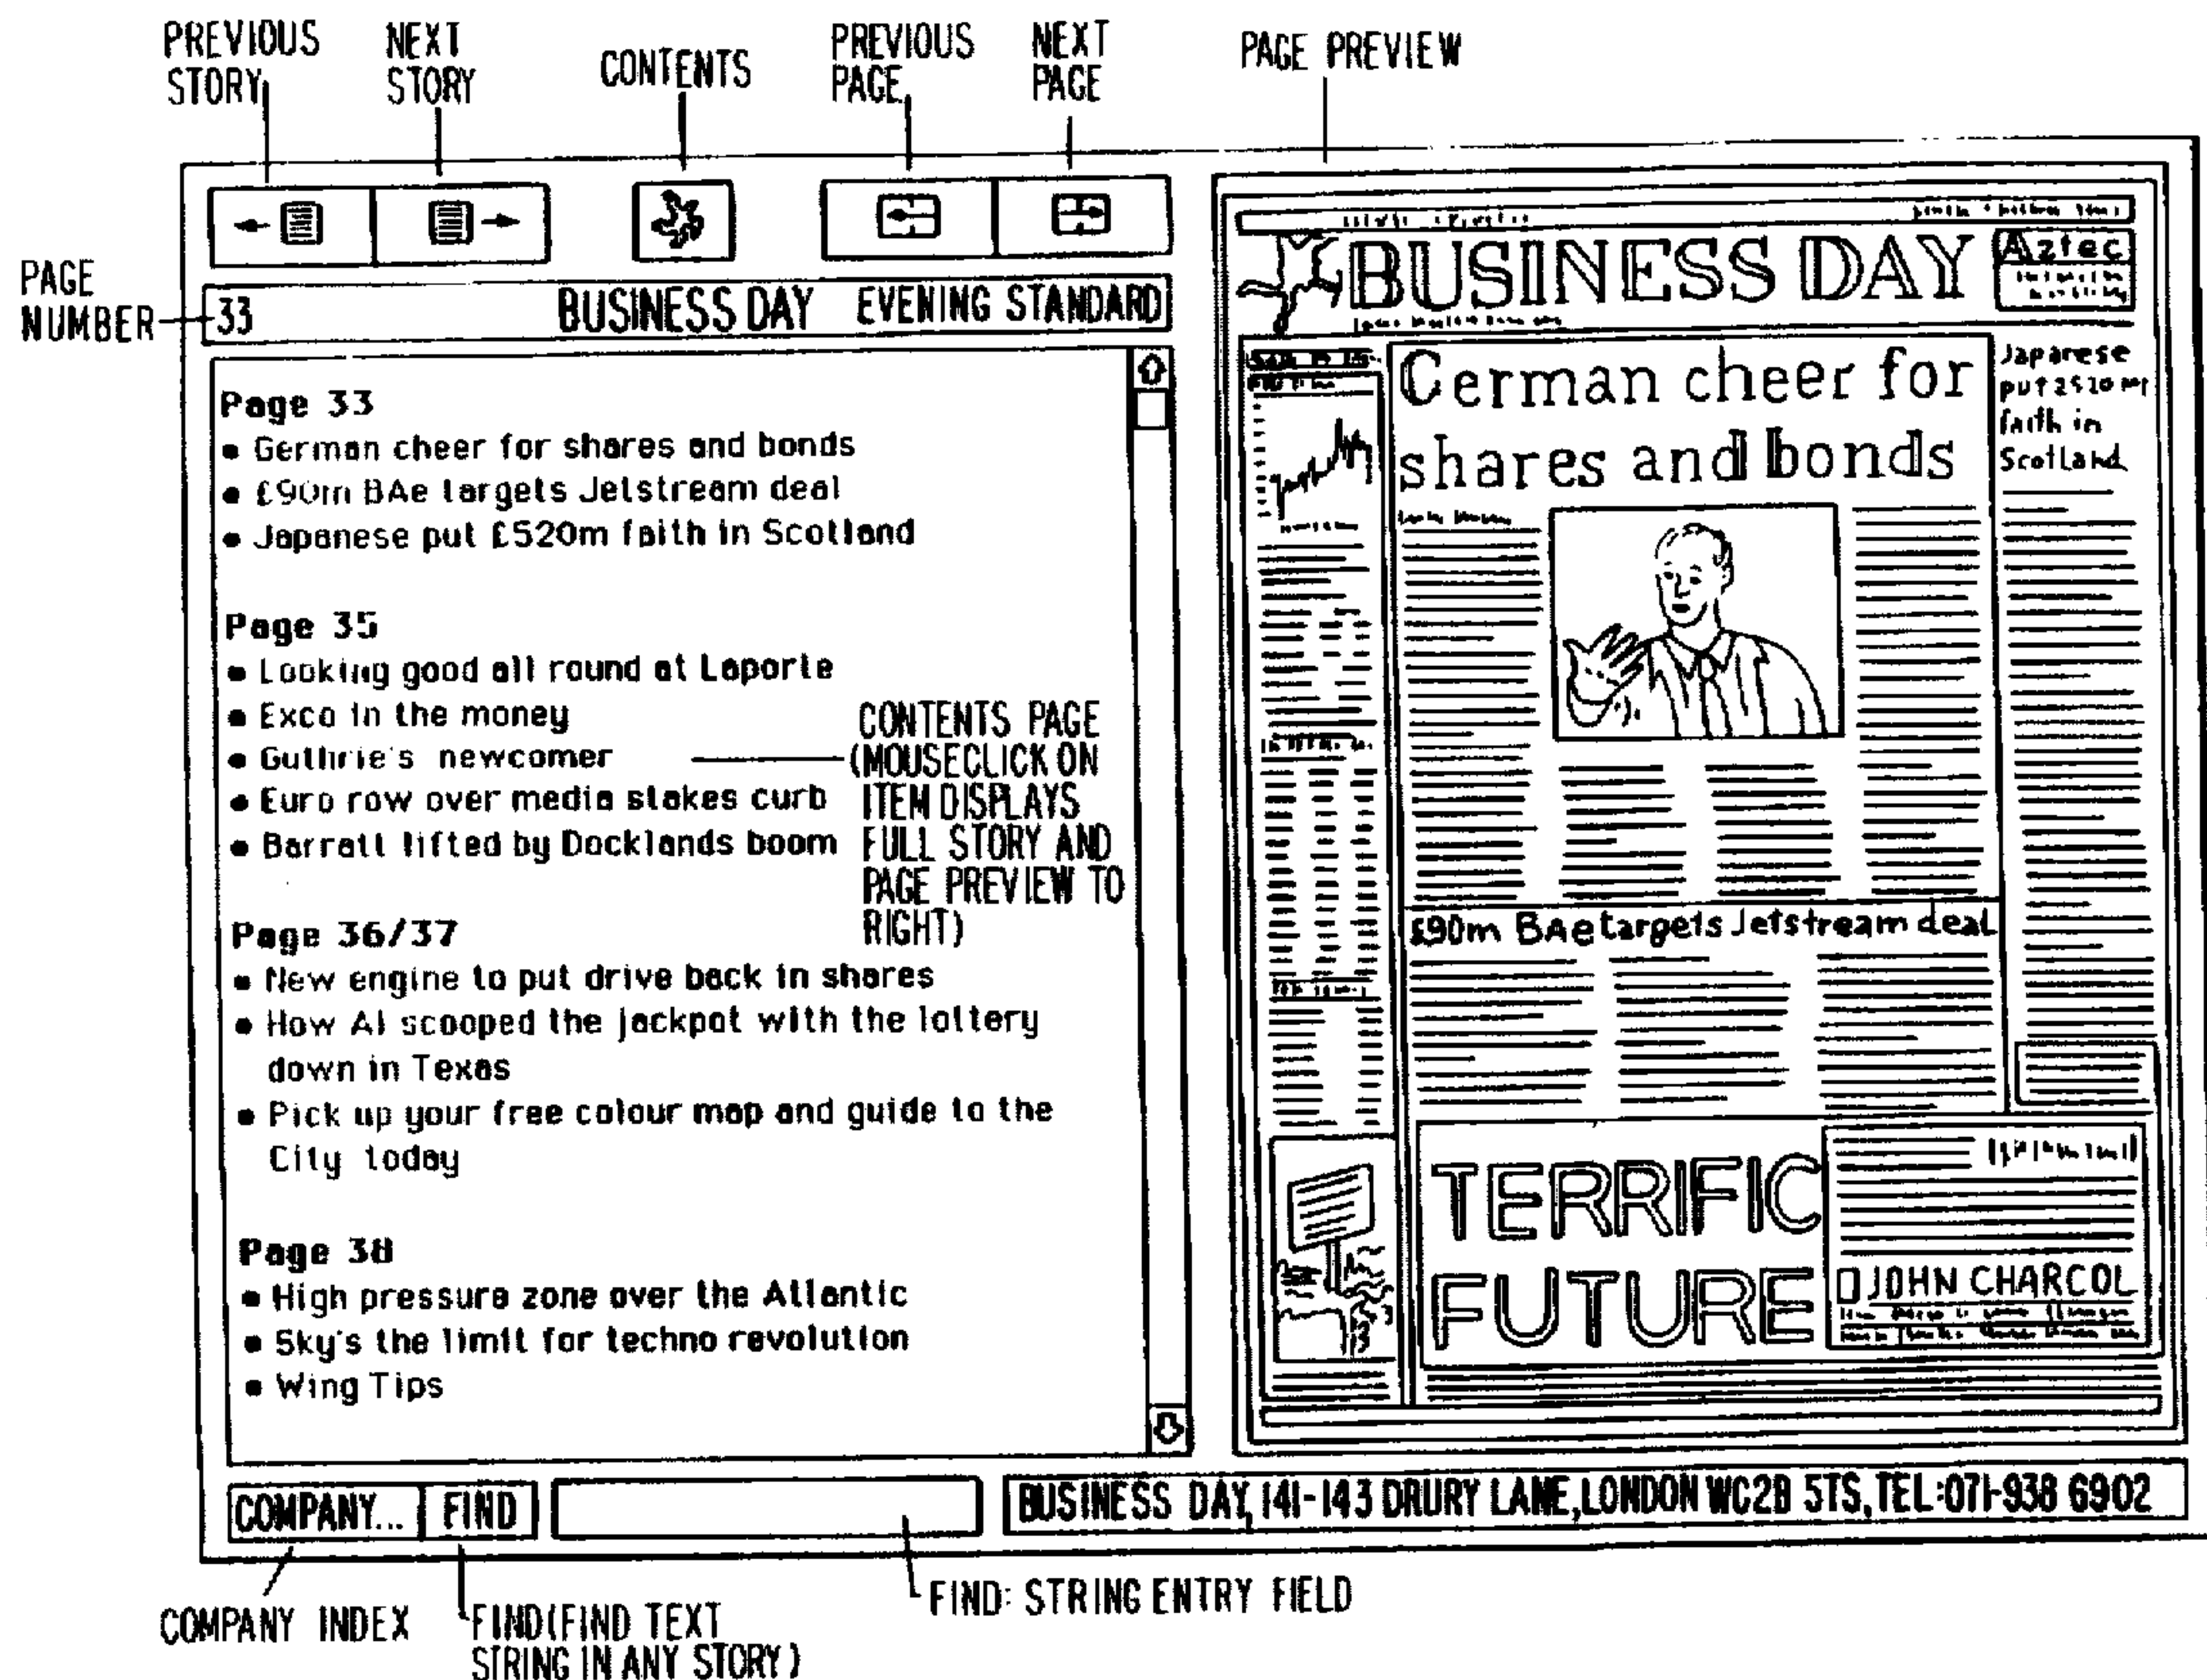 PREVIOUS STORY
NEXT STORY
CONTENTS
PREVIOUS PAGE
NEXT PAGE
PAGE PREVIEW
PAGE NUMBER
33 BUSINESS DAY EVENING STANDARD
Page 33
• German cheer for shares and bonds
• £90m BAe targets Jetstream deal
• Japanese put £520m faith in Scotland
Page 35
• Looking good all round at Laporte
• Exco in the money
• Guthrie's newcomer
• Euro row over media stakes curb
• Barratt lifted by Docklands boom
CONTENTS PAGE
(MOUSECLICK ON
ITEM DISPLAYS
FULL STORY AND
PAGE PREVIEW TO
RIGHT)
Page 36/37
• New engine to put drive back in shares
• How Al scooped the jackpot with the lottery
down in Texas
• Pick up your free colour map and guide to the
City today
Page 38
• High pressure zone over the Atlantic
• Sky's the limit for techno revolution
• Wing Tips
BUSINESS DAY
Aztec
German cheer for
shares and bonds
Japanese
put
faith in
Scotland
£90m BAe targets Jetstream deal
TERRIFIC
FUTURE
JOHN CHARCOL
COMPANY... FIND
BUSINESS DAY, 141-143 DRURY LANE, LONDON WC2B 5TS, TEL: 071-938 6902
COMPANY INDEX
FIND (FIND TEXT
STRING IN ANY STORY)
FIND: STRING ENTRY FIELD